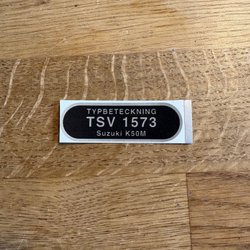 TYPBETECKNING
TSV 1573
Suzuki K50M